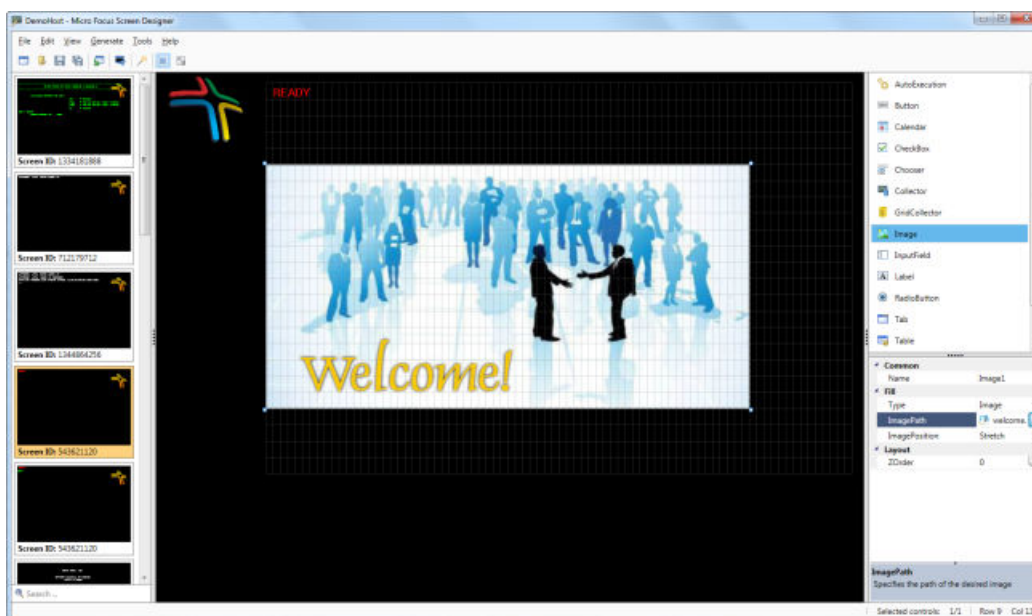 DemoHost - Micro Focus Screen Designer
File Edit View Generate Tools Help
Screen ID: 1334181888
Screen ID: 712179712
Screen ID: 1344864256
Screen ID: 543621120
Screen ID: 543621120
Search...
READY
Welcome!
AutoExecution
Button
Calendar
CheckBox
Chooser
Collector
GridCollector
Image
InputField
Label
RadioButton
Tab
Table
Common
Name Image1
Fill
Type Image
ImagePath welcome.
ImagePosition Stretch
Layout
ZOrder 0
ImagePath
Specifies the path of the desired image
Selected controls: 1/1 Row 9